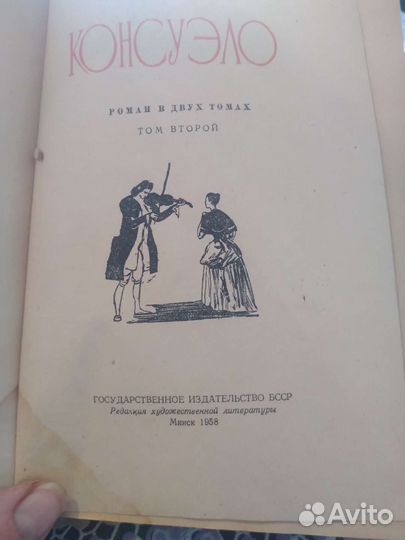 КОНСУЭЛО
РОМАН В ДВУХ ТОМАХ
ТОМ ВТОРОЙ
ГОСУДАРСТВЕННОЕ ИЗДАТЕЛЬСТВО БССР
Редакция художественной литературы
Минск 1958
Avito